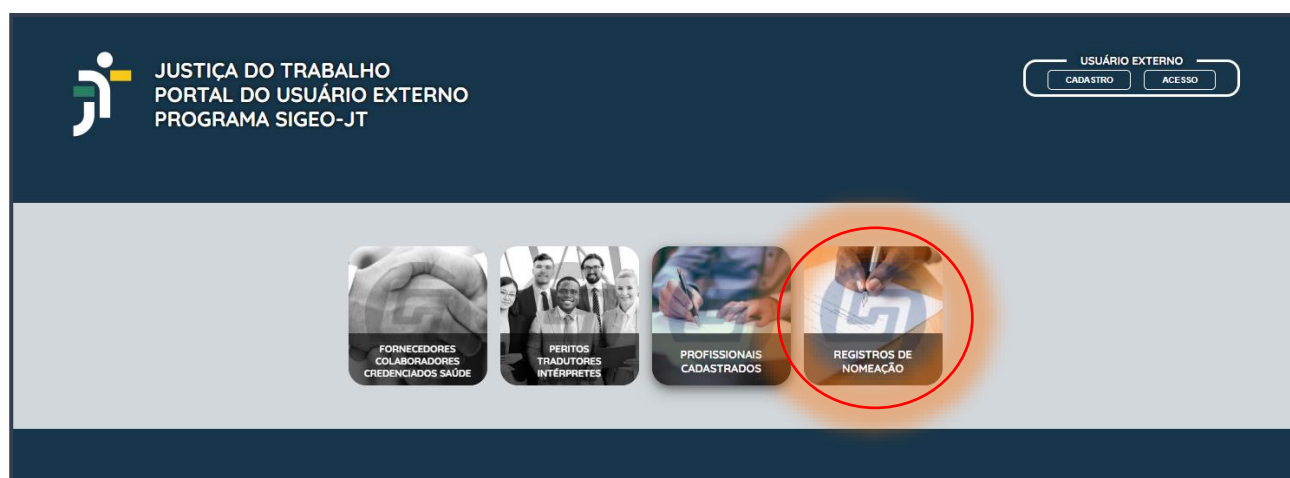 JUSTIÇA DO TRABALHO
PORTAL DO USUÁRIO EXTERNO
PROGRAMA SIGEO-JT
USUÁRIO EXTERNO
CADASTRO ACESSO
FORNECEDORES
COLABORADORES
CREDENCIADOS SAÚDE
PERITOS
TRADUTORES
INTÉRPRETES
PROFISSIONAIS
CADASTRADOS
REGISTROS DE
NOMEAÇÃO